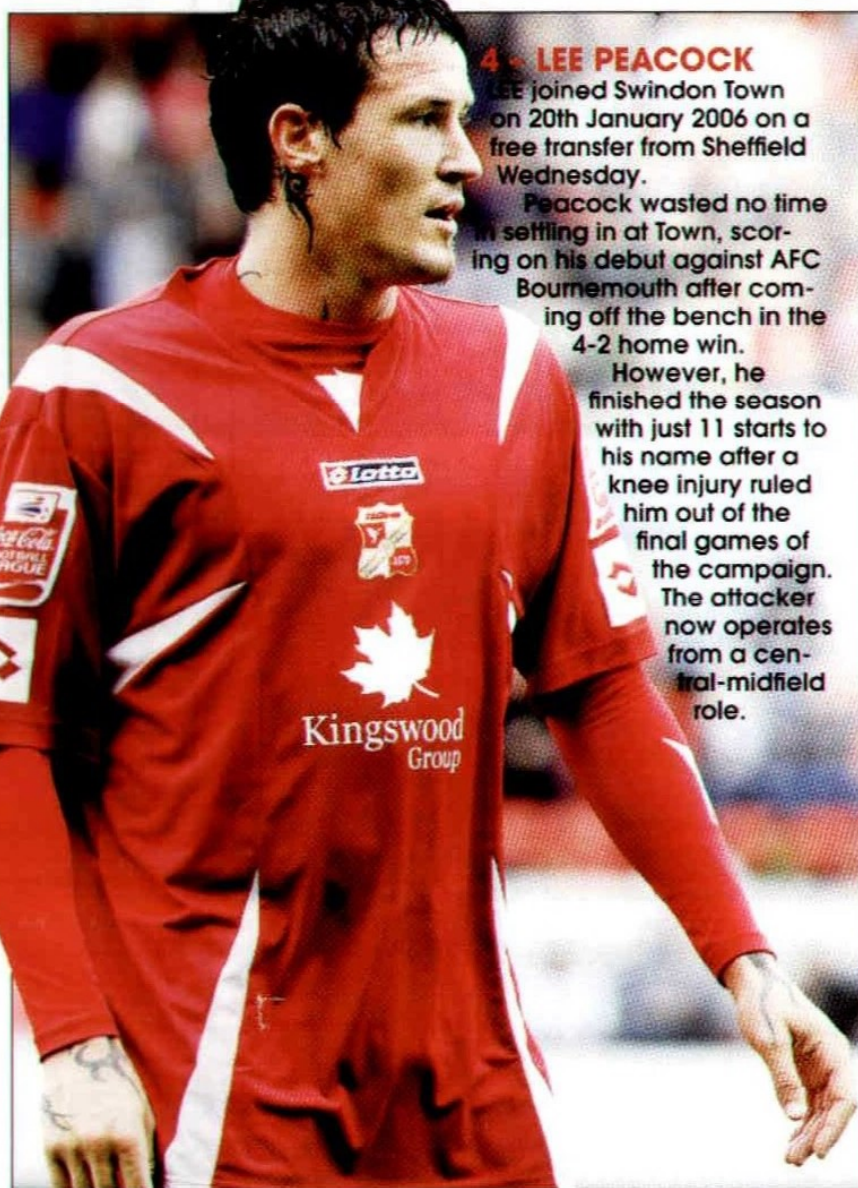 4 - LEE PEACOCK
LEE joined Swindon Town
on 20th January 2006 on a
free transfer from Sheffield
Wednesday.
Peacock wasted no time
in settling in at Town, scor-
ing on his debut against AFC
Bournemouth after com-
ing off the bench in the
4-2 home win.
However, he
finished the season
with just 11 starts to
his name after a
knee injury ruled
him out of the
final games of
the campaign.
The attacker
now operates
from a cen-
tral-midfield
role.
lotto
Kingswood
Group
Coca-Cola
FOOTBALL
LEAGUE